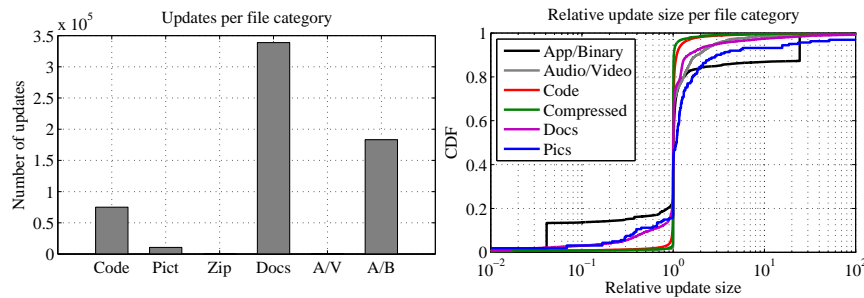 Updates per file category
x 10^5
3.5
3
2.5
2
1.5
1
0.5
0
Number of updates
Code Pict Zip Docs A/V A/B
Relative update size per file category
1
0.8
0.6
0.4
0.2
CDF
App/Binary
Audio/Video
Code
Compressed
Docs
Pics
10^−2 10^−1 10^0 10^1 10^2
Relative update size